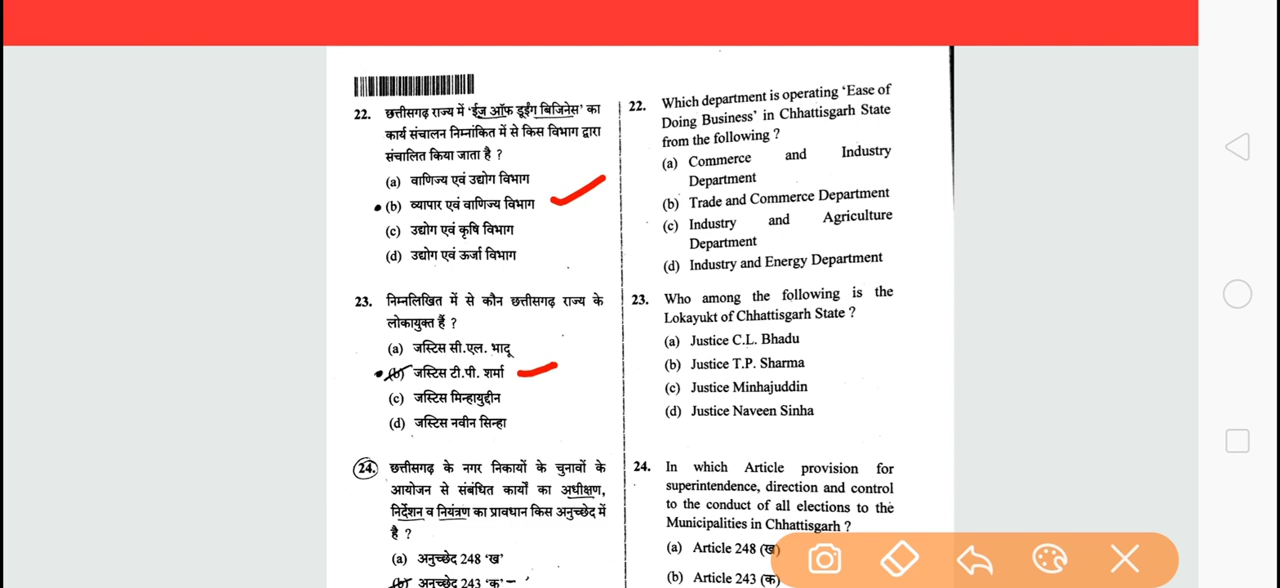 22. छत्तीसगढ़ राज्य में 'ईज़ ऑफ डूईंग बिजिनेस' का
कार्य संचालन निम्नांकित में से किस विभाग द्वारा
संचालित किया जाता है ?
(a) वाणिज्य एवं उद्योग विभाग
(b) व्यापार एवं वाणिज्य विभाग
(c) उद्योग एवं कृषि विभाग
(d) उद्योग एवं ऊर्जा विभाग
23. निम्नलिखित में से कौन छत्तीसगढ़ राज्य के
लोकायुक्त हैं ?
(a) जस्टिस सी.एल. भादू
(b) जस्टिस टी.पी. शर्मा
(c) जस्टिस मिन्हायुद्दीन
(d) जस्टिस नवीन सिन्हा
24. छत्तीसगढ़ के नगर निकायों के चुनावों के
आयोजन से संबंधित कार्यों का अधीक्षण,
निर्देशन व नियंत्रण का प्रावधान किस अनुच्छेद में
है ?
(a) अनुच्छेद 248 'ख'
(b) अनुच्छेद 243 'क'
22. Which department is operating 'Ease of
Doing Business' in Chhattisgarh State
from the following ?
(a) Commerce and Industry
Department
(b) Trade and Commerce Department
(c) Industry and Agriculture
Department
(d) Industry and Energy Department
23. Who among the following is the
Lokayukt of Chhattisgarh State ?
(a) Justice C.L. Bhadu
(b) Justice T.P. Sharma
(c) Justice Minhajuddin
(d) Justice Naveen Sinha
24. In which Article provision for
superintendence, direction and control
to the conduct of all elections to the
Municipalities in Chhattisgarh ?
(a) Article 248 (ख)
(b) Article 243 (क)